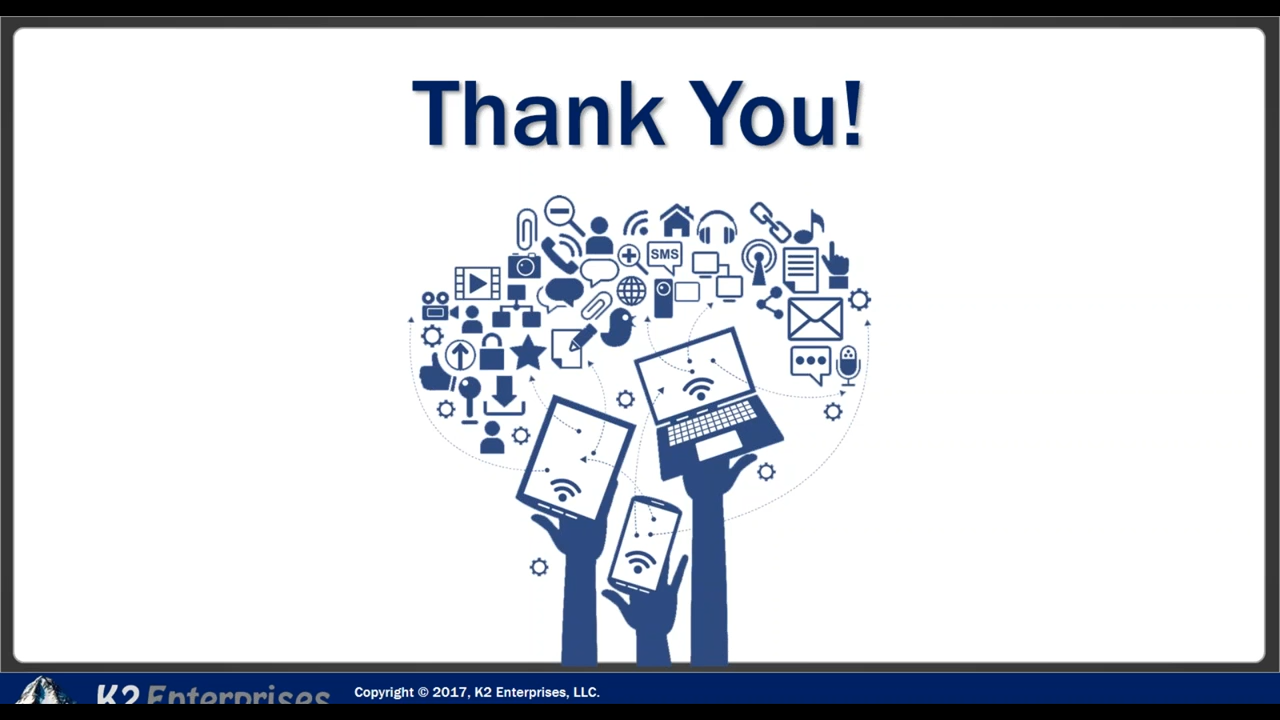 Thank You!
SMS
K2 Enterprises
Copyright © 2017, K2 Enterprises, LLC.